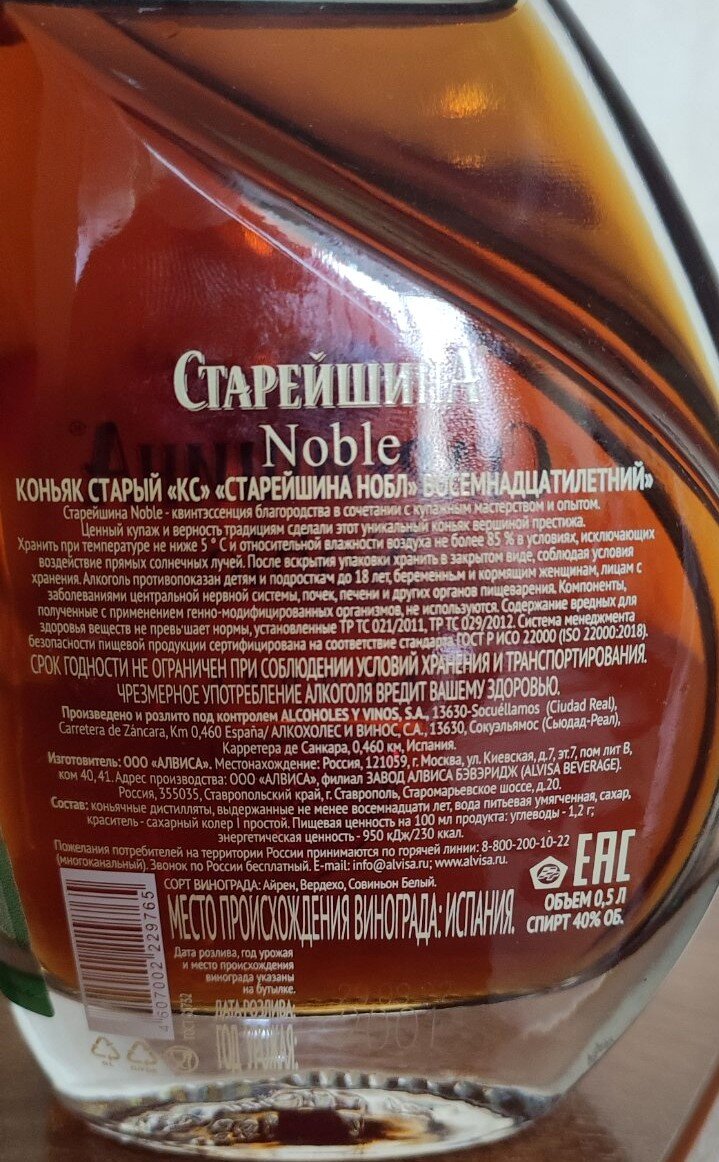 СТАРЕЙШИНА
Noble
КОНЬЯК СТАРЫЙ «КС» «СТАРЕЙШИНА НОБЛ» ВОСЕМНАДЦАТИЛЕТНИЙ»
Старейшина Noble - квинтэссенция благородства в сочетании с купажным мастерством и опытом.
Ценный купаж и верность традициям сделали этот уникальный коньяк вершиной престижа.
Хранить при температуре не ниже 5 °С и относительной влажности воздуха не более 85 % в условиях, исключающих
воздействие прямых солнечных лучей. После вскрытия упаковки хранить в закрытом виде, соблюдая условия
хранения. Алкоголь противопоказан детям и подросткам до 18 лет, беременным и кормящим женщинам, лицам с
заболеваниями центральной нервной системы, почек, печени и других органов пищеварения. Компоненты,
полученные с применением генно-модифицированных организмов, не используются. Содержание вредных для
здоровья веществ не превышает нормы, установленные ТР ТС 021/2011, ТР ТС 029/2012. Система менеджмента
безопасности пищевой продукции сертифицирована на соответствие стандарта ГОСТ Р ИСО 22000 (ISO 22000:2018).
СРОК ГОДНОСТИ НЕ ОГРАНИЧЕН ПРИ СОБЛЮДЕНИИ УСЛОВИЙ ХРАНЕНИЯ И ТРАНСПОРТИРОВАНИЯ.
ЧРЕЗМЕРНОЕ УПОТРЕБЛЕНИЕ АЛКОГОЛЯ ВРЕДИТ ВАШЕМУ ЗДОРОВЬЮ.
Произведено и розлито под контролем ALCOHOLES Y VINOS, S.A., 13630-Socuéllamos (Ciudad Real),
Carretera de Záncara, Km 0,460 España/ АЛКОХОЛЕС И ВИНОС, С.А., 13630, Сокуэльямос (Сьюдад-Реал),
Карретера де Санкара, 0,460 км, Испания.
Изготовитель: ООО «АЛВИСА». Местонахождение: Россия, 121059, г. Москва, ул. Киевская, д.7, эт.7, пом лит В,
ком 40, 41. Адрес производства: ООО «АЛВИСА», филиал ЗАВОД АЛВИСА БЭВЭРИДЖ (ALVISA BEVERAGE).
Россия, 355035, Ставропольский край, г. Ставрополь, Старомарьевское шоссе, д.20.
Состав: коньячные дистилляты, выдержанные не менее восемнадцати лет, вода питьевая умягченная, сахар,
краситель - сахарный колер I простой. Пищевая ценность на 100 мл продукта: углеводы - 1,2 г;
энергетическая ценность - 950 кДж/230 ккал.
Пожелания потребителей на территории России принимаются по горячей линии: 8-800-200-10-22
(многоканальный). Звонок по России бесплатный. E-mail: info@alvisa.ru; www.alvisa.ru.
EAC
СОРТ ВИНОГРАДА: Айрен, Вердехо, Совиньон Белый.
МЕСТО ПРОИСХОЖДЕНИЯ ВИНОГРАДА: ИСПАНИЯ.
ОБЪЕМ 0,5 Л
СПИРТ 40% ОБ.
Дата розлива, год урожая
и место происхождения
винограда указаны
на бутылке.
ДАТА РОЗЛИВА:
ГОД УРОЖАЯ:
4 607002 229765